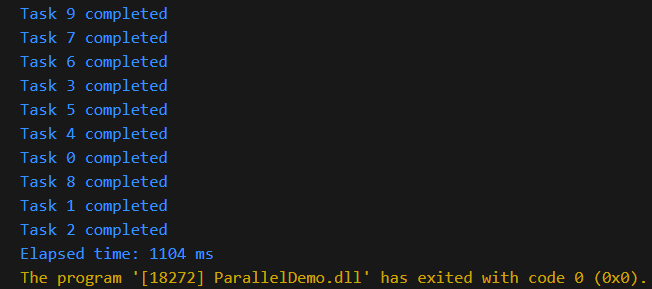 Task 9 completed
Task 7 completed
Task 6 completed
Task 3 completed
Task 5 completed
Task 4 completed
Task 0 completed
Task 8 completed
Task 1 completed
Task 2 completed
Elapsed time: 1104 ms
The program '[18272] ParallelDemo.dll' has exited with code 0 (0x0).